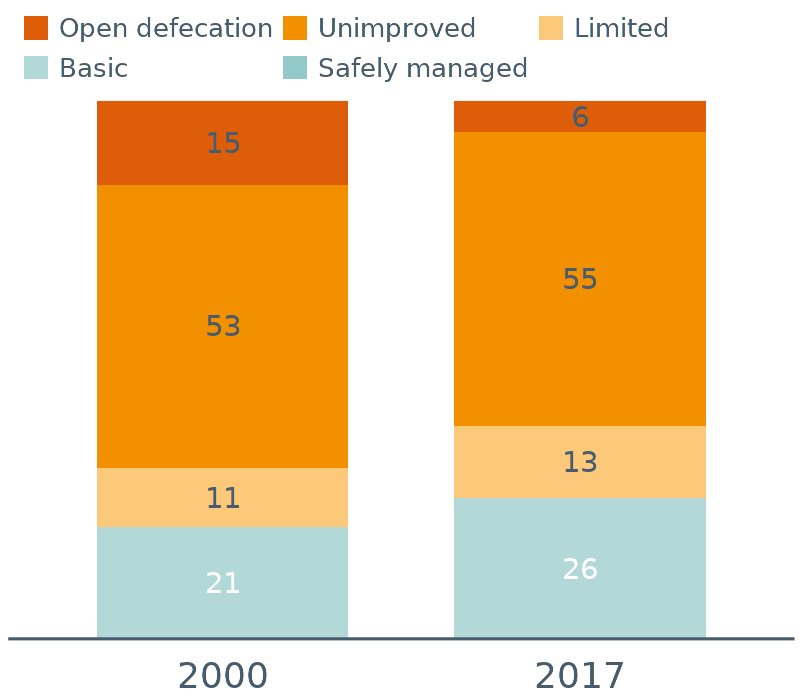 Open defecation Unimproved Limited
Basic Safely managed
15 6
53 55
11 13
21 26
2000 2017